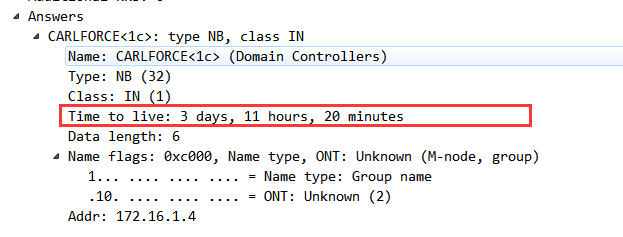 Answers
CARLFORCE<1c>: type NB, class IN
Name: CARLFORCE<1c> (Domain Controllers)
Type: NB (32)
Class: IN (1)
Time to live: 3 days, 11 hours, 20 minutes
Data length: 6
Name flags: 0xc000, Name type, ONT: Unknown (M-node, group)
1... .... .... .... = Name type: Group name
.10. .... .... .... = ONT: Unknown (2)
Addr: 172.16.1.4